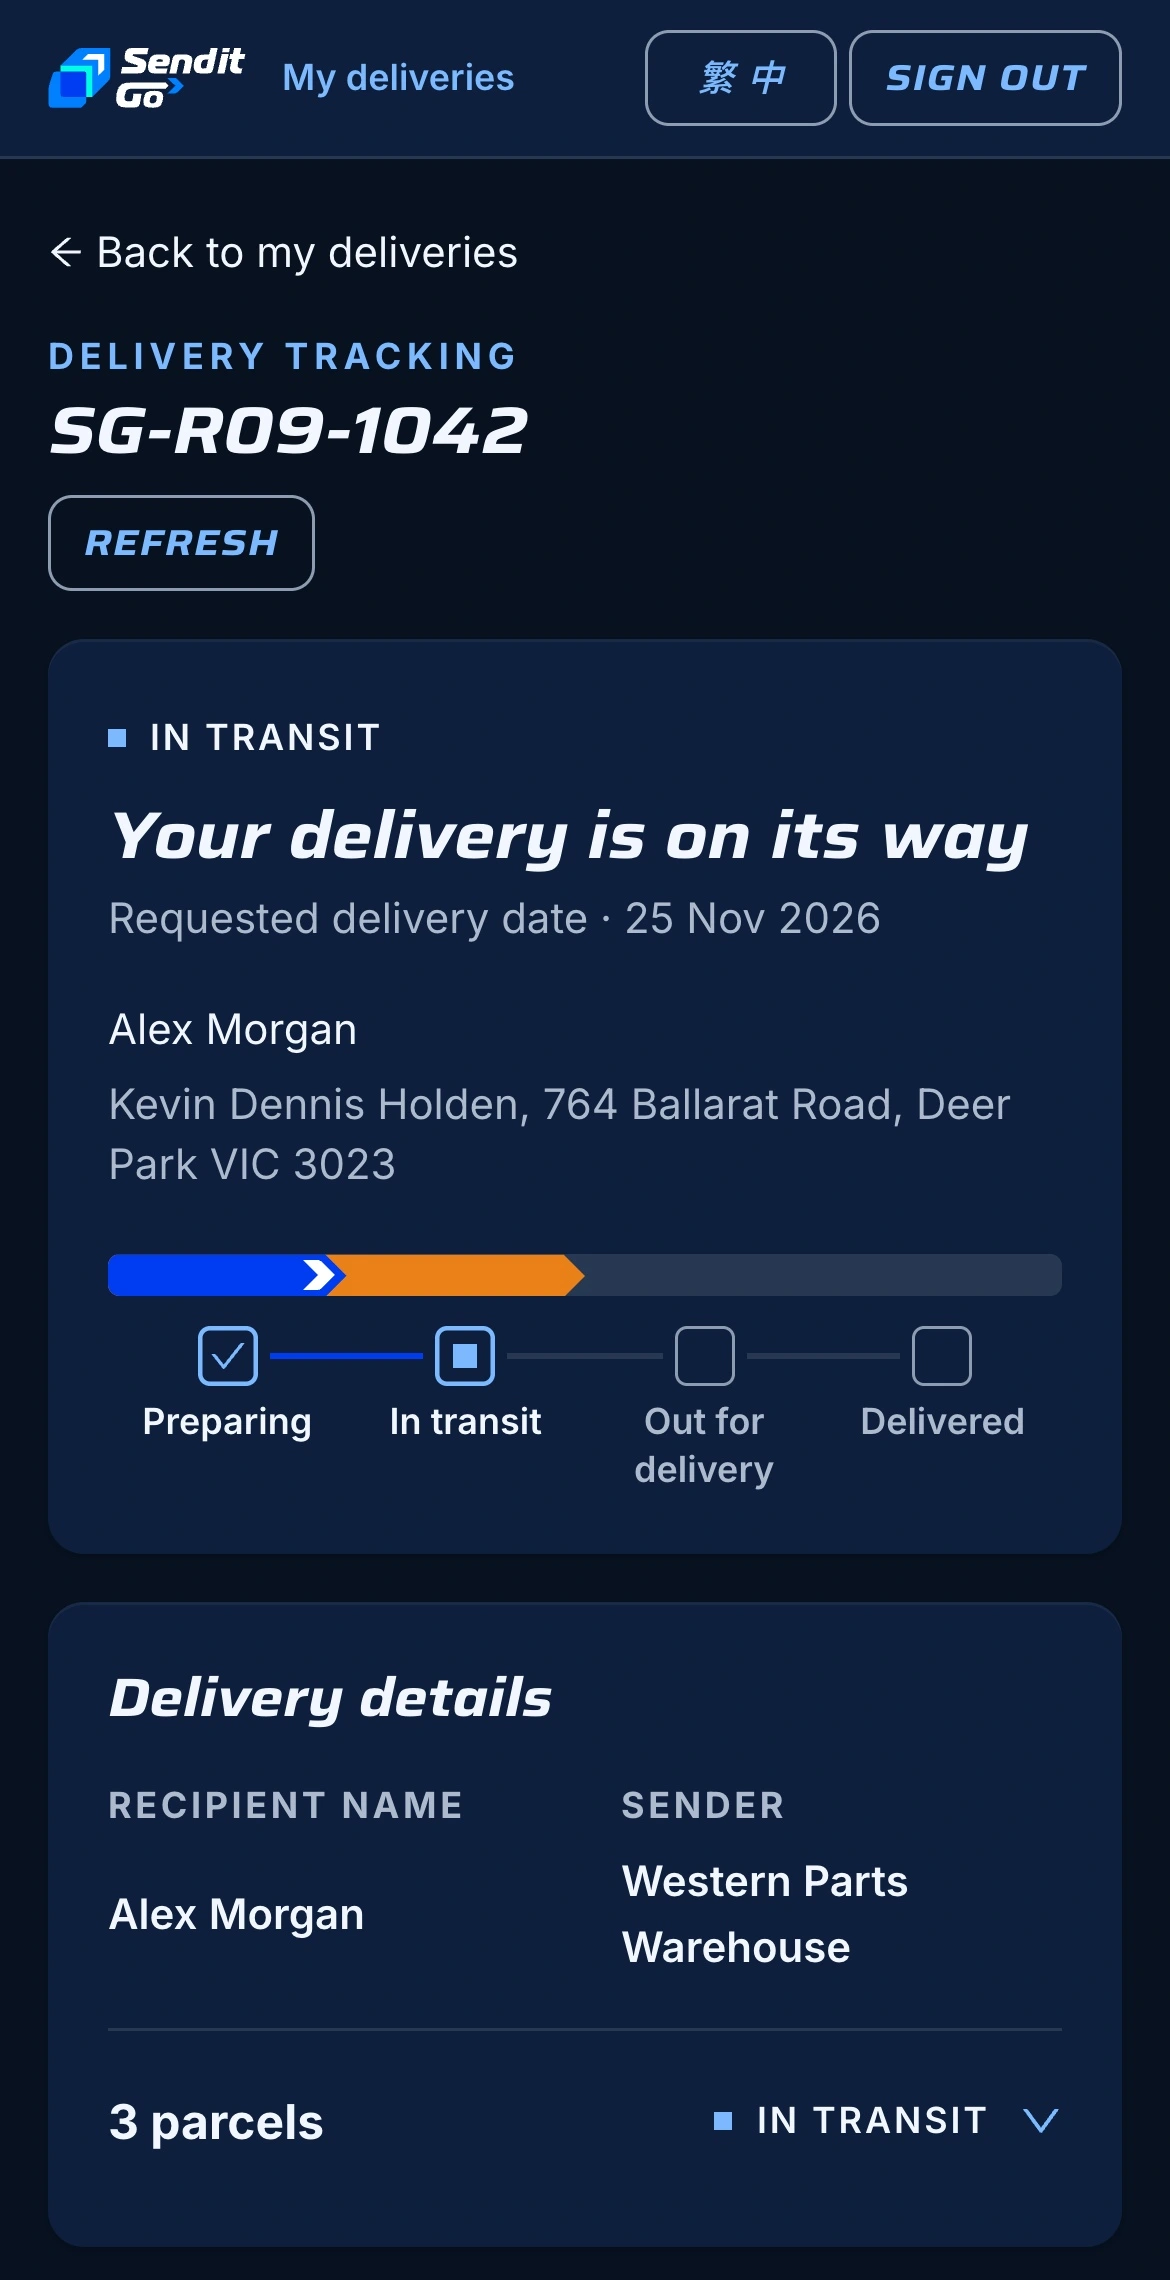 Sendit
Go
My deliveries
繁 中
SIGN OUT
← Back to my deliveries
DELIVERY TRACKING
SG-R09-1042
REFRESH
IN TRANSIT
Your delivery is on its way
Requested delivery date · 25 Nov 2026
Alex Morgan
Kevin Dennis Holden, 764 Ballarat Road, Deer
Park VIC 3023
Preparing
In transit
Out for
delivery
Delivered
Delivery details
RECIPIENT NAME
Alex Morgan
SENDER
Western Parts
Warehouse
3 parcels
IN TRANSIT